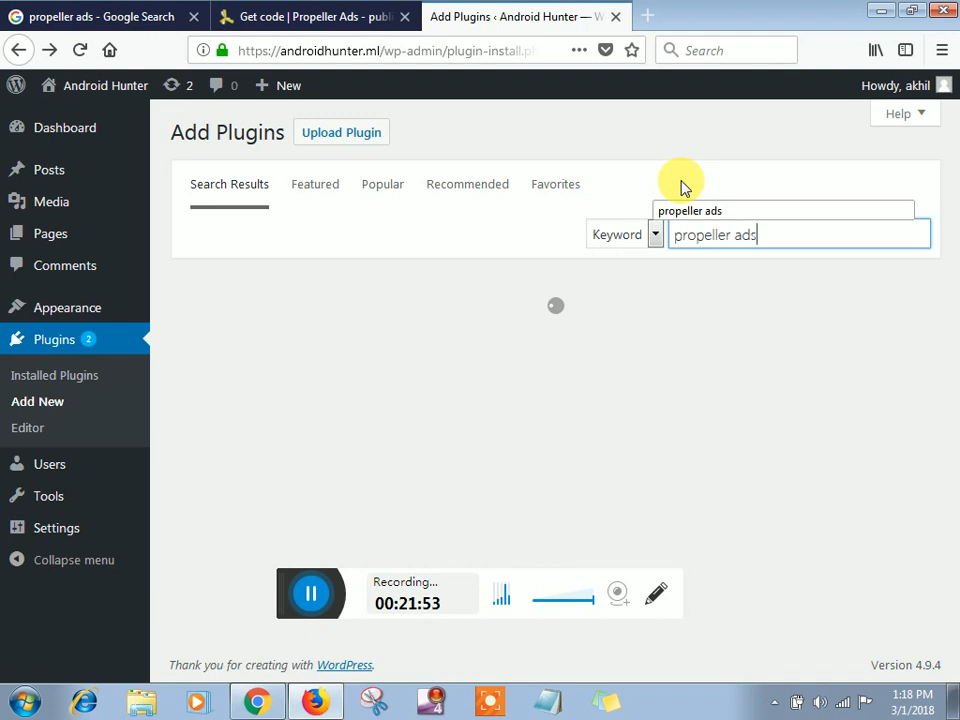 propeller ads - Google Search
Get code | Propeller Ads - publ
Add Plugins ‹ Android Hunter — W
https://androidhunter.ml/wp-admin/plugin-install.p
Search
Android Hunter
2
0
New
Howdy, akhil
Help
Dashboard
Posts
Media
Pages
Comments
Appearance
Plugins 2
Installed Plugins
Add New
Editor
Users
Tools
Settings
Collapse menu
Add Plugins
Upload Plugin
Search Results
Featured
Popular
Recommended
Favorites
propeller ads
Keyword
propeller ads
Recording...
00:21:53
Thank you for creating with WordPress.
Version 4.9.4
4
1:18 PM
3/1/2018